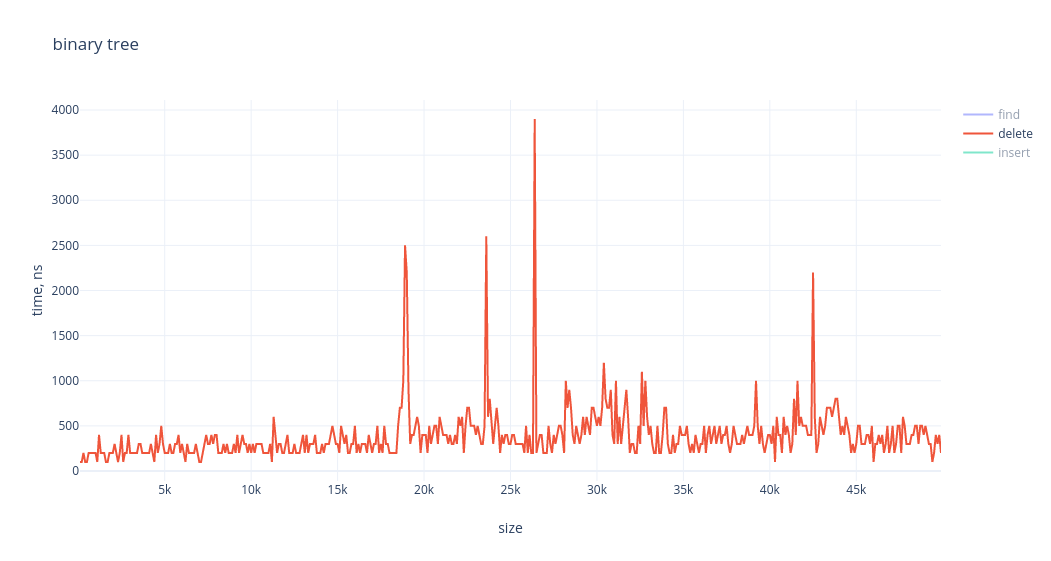 binary tree
4000
3500
3000
2500
2000
1500
1000
500
0
time, ns
5k 10k 15k 20k 25k 30k 35k 40k 45k
size
find
delete
insert